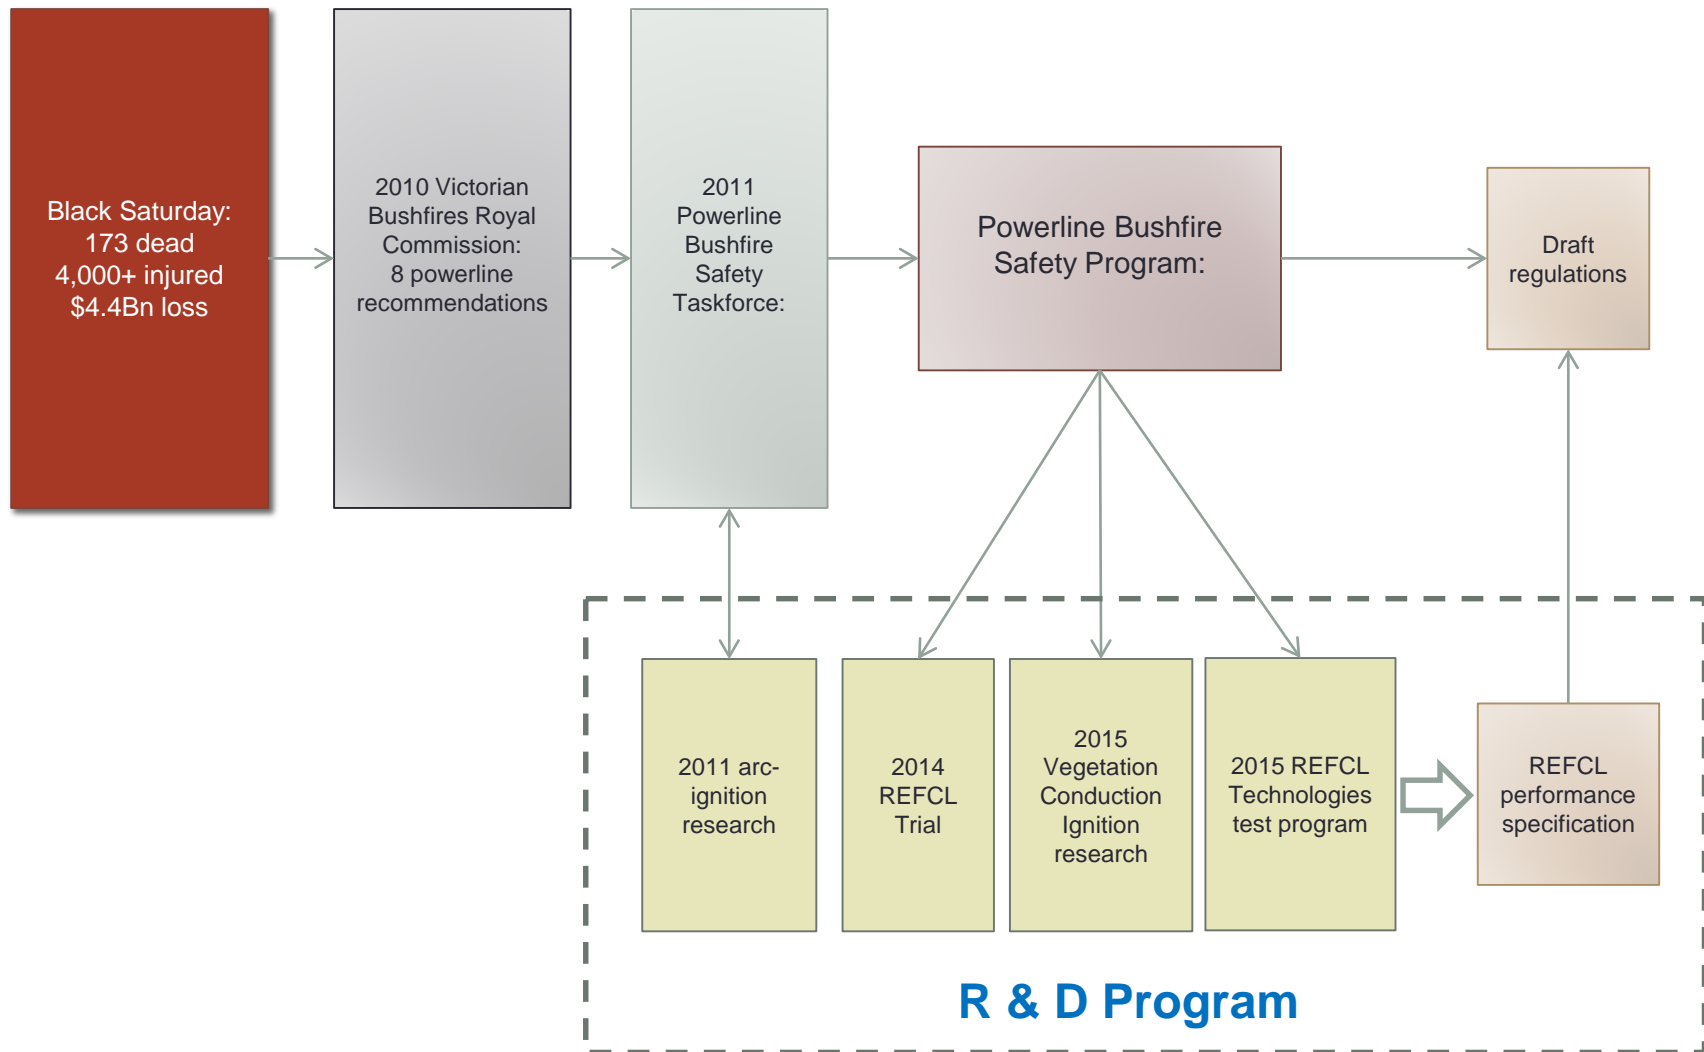 Black Saturday:
173 dead
4,000+ injured
$4.4Bn loss
2010 Victorian
Bushfires Royal
Commission:
8 powerline
recommendations
2011
Powerline
Bushfire
Safety
Taskforce:
Powerline Bushfire
Safety Program:
Draft
regulations
2011 arc-
ignition
research
2014
REFCL
Trial
2015
Vegetation
Conduction
Ignition
research
2015 REFCL
Technologies
test program
REFCL
performance
specification
R & D Program